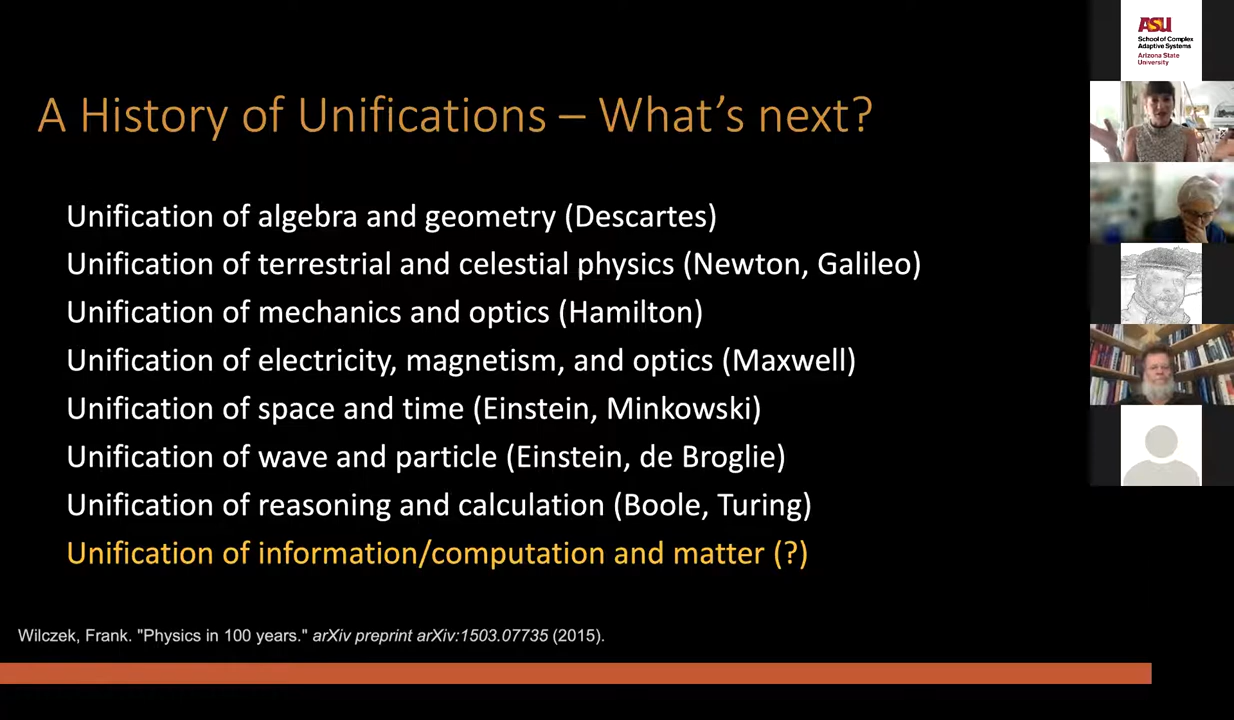 A History of Unifications – What's next?
Unification of algebra and geometry (Descartes)
Unification of terrestrial and celestial physics (Newton, Galileo)
Unification of mechanics and optics (Hamilton)
Unification of electricity, magnetism, and optics (Maxwell)
Unification of space and time (Einstein, Minkowski)
Unification of wave and particle (Einstein, de Broglie)
Unification of reasoning and calculation (Boole, Turing)
Unification of information/computation and matter (?)
Wilczek, Frank. "Physics in 100 years." arXiv preprint arXiv:1503.07735 (2015).
ASU
School of Complex
Adaptive Systems
Arizona State
University